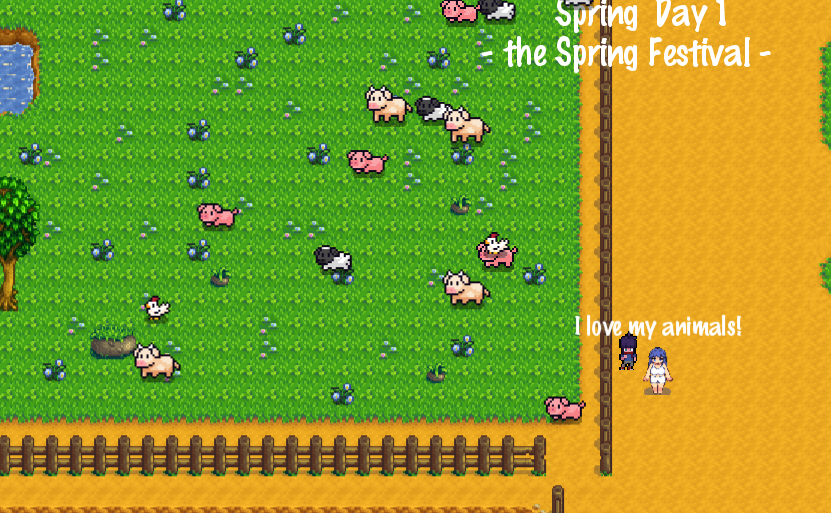 Spring Day 1
- the Spring Festival -
I love my animals!